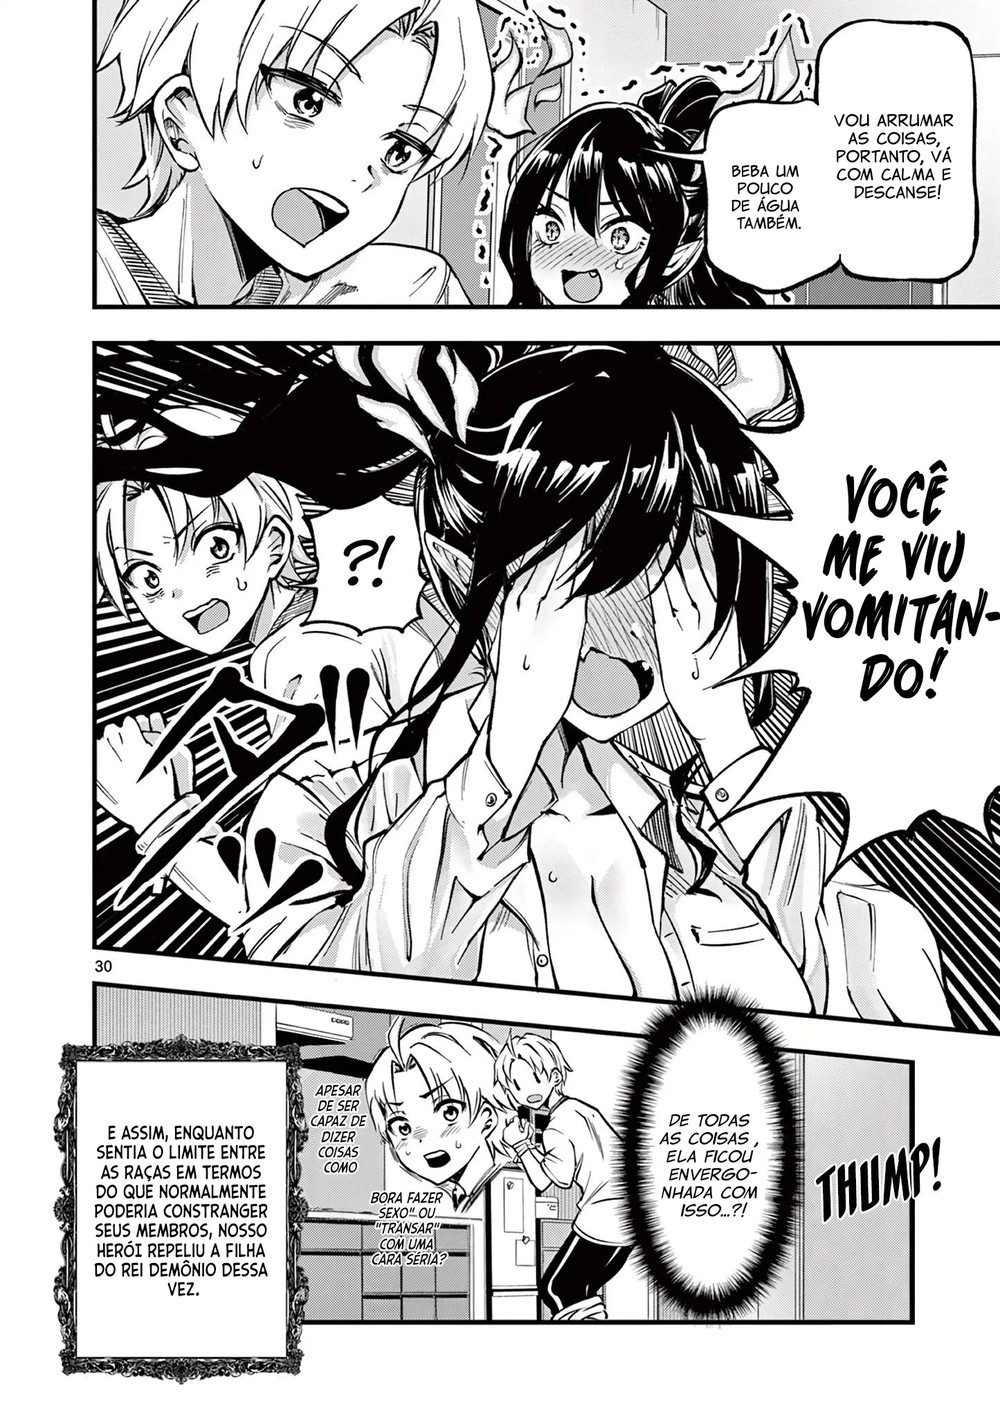 VOU ARRUMAR
AS COISAS,
PORTANTO, VÁ
COM CALMA E
DESCANSE!
BEBA UM
POUCO
DE ÁGUA
TAMBÉM.
VOCÊ
ME VIU
VOMITAN-
DO!
?!
30
DE TODAS
AS COISAS ,
ELA FICOU
ENVERGO-
NHADA COM
ISSO...?!
THUMP!
APESAR
DE SER
CAPAZ DE
DIZER
COISAS
COMO
BORA FAZER
SEXO" OU
"TRANSAR"
COM UMA
CARA SÉRIA?
E ASSIM, ENQUANTO
SENTIA O LIMITE ENTRE
AS RAÇAS EM TERMOS
DO QUE NORMALMENTE
PODERIA CONSTRANGER
SEUS MEMBROS, NOSSO
HERÓI REPELIU A FILHA
DO REI DEMÔNIO DESSA
VEZ.